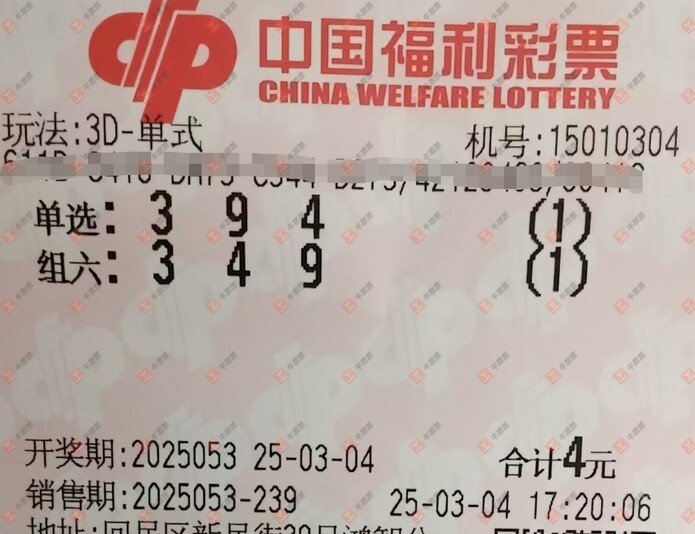 中国福利彩票
CHINA WELFARE LOTTERY
玩法:3D-单式 机号:15010304
单选: 3 9 4 (1)
组六: 3 4 9 (1)
开奖期:2025053 25-03-04 合计4元
销售期:2025053-239 25-03-04 17:20:06